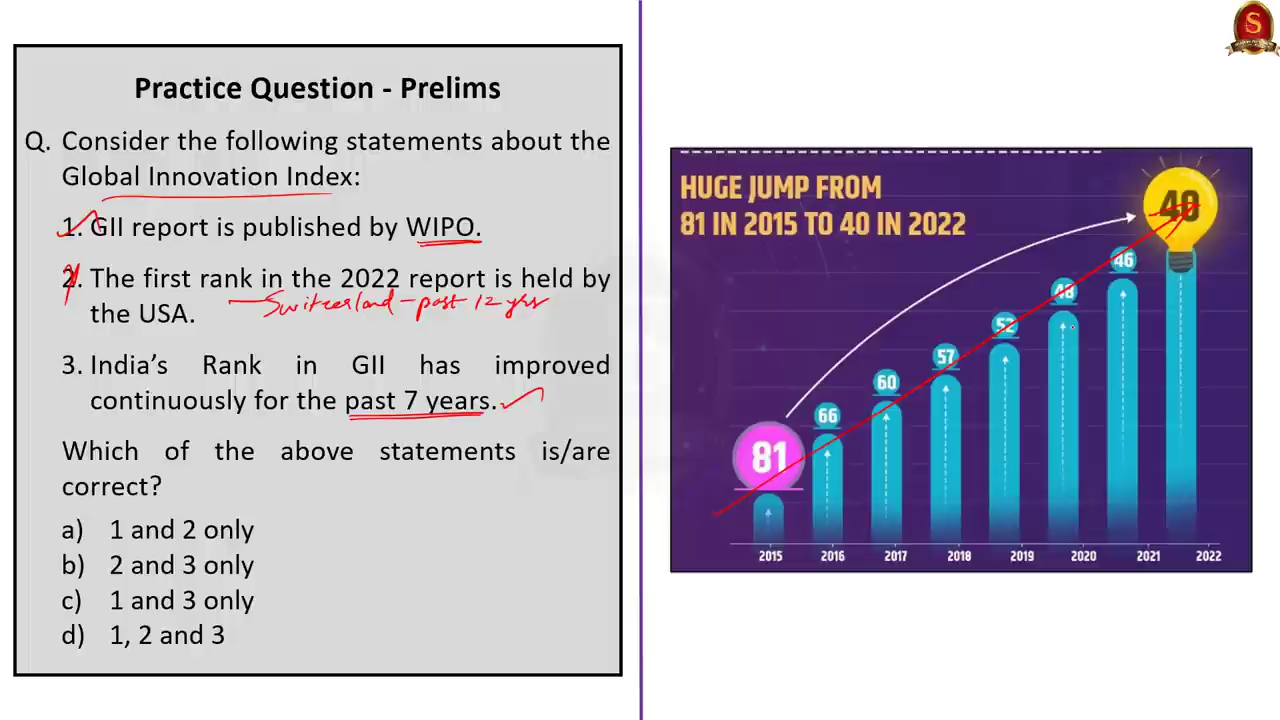 Practice Question - Prelims
Q. Consider the following statements about the
Global Innovation Index:
1. GII report is published by WIPO.
2. The first rank in the 2022 report is held by
the USA.
Switzerland - past 12 yrs
3. India's Rank in GII has improved
continuously for the past 7 years.
Which of the above statements is/are
correct?
a) 1 and 2 only
b) 2 and 3 only
c) 1 and 3 only
d) 1, 2 and 3
S
HUGE JUMP FROM
81 IN 2015 TO 40 IN 2022
40
46
48
52
57
60
66
81
2015 2016 2017 2018 2019 2020 2021 2022